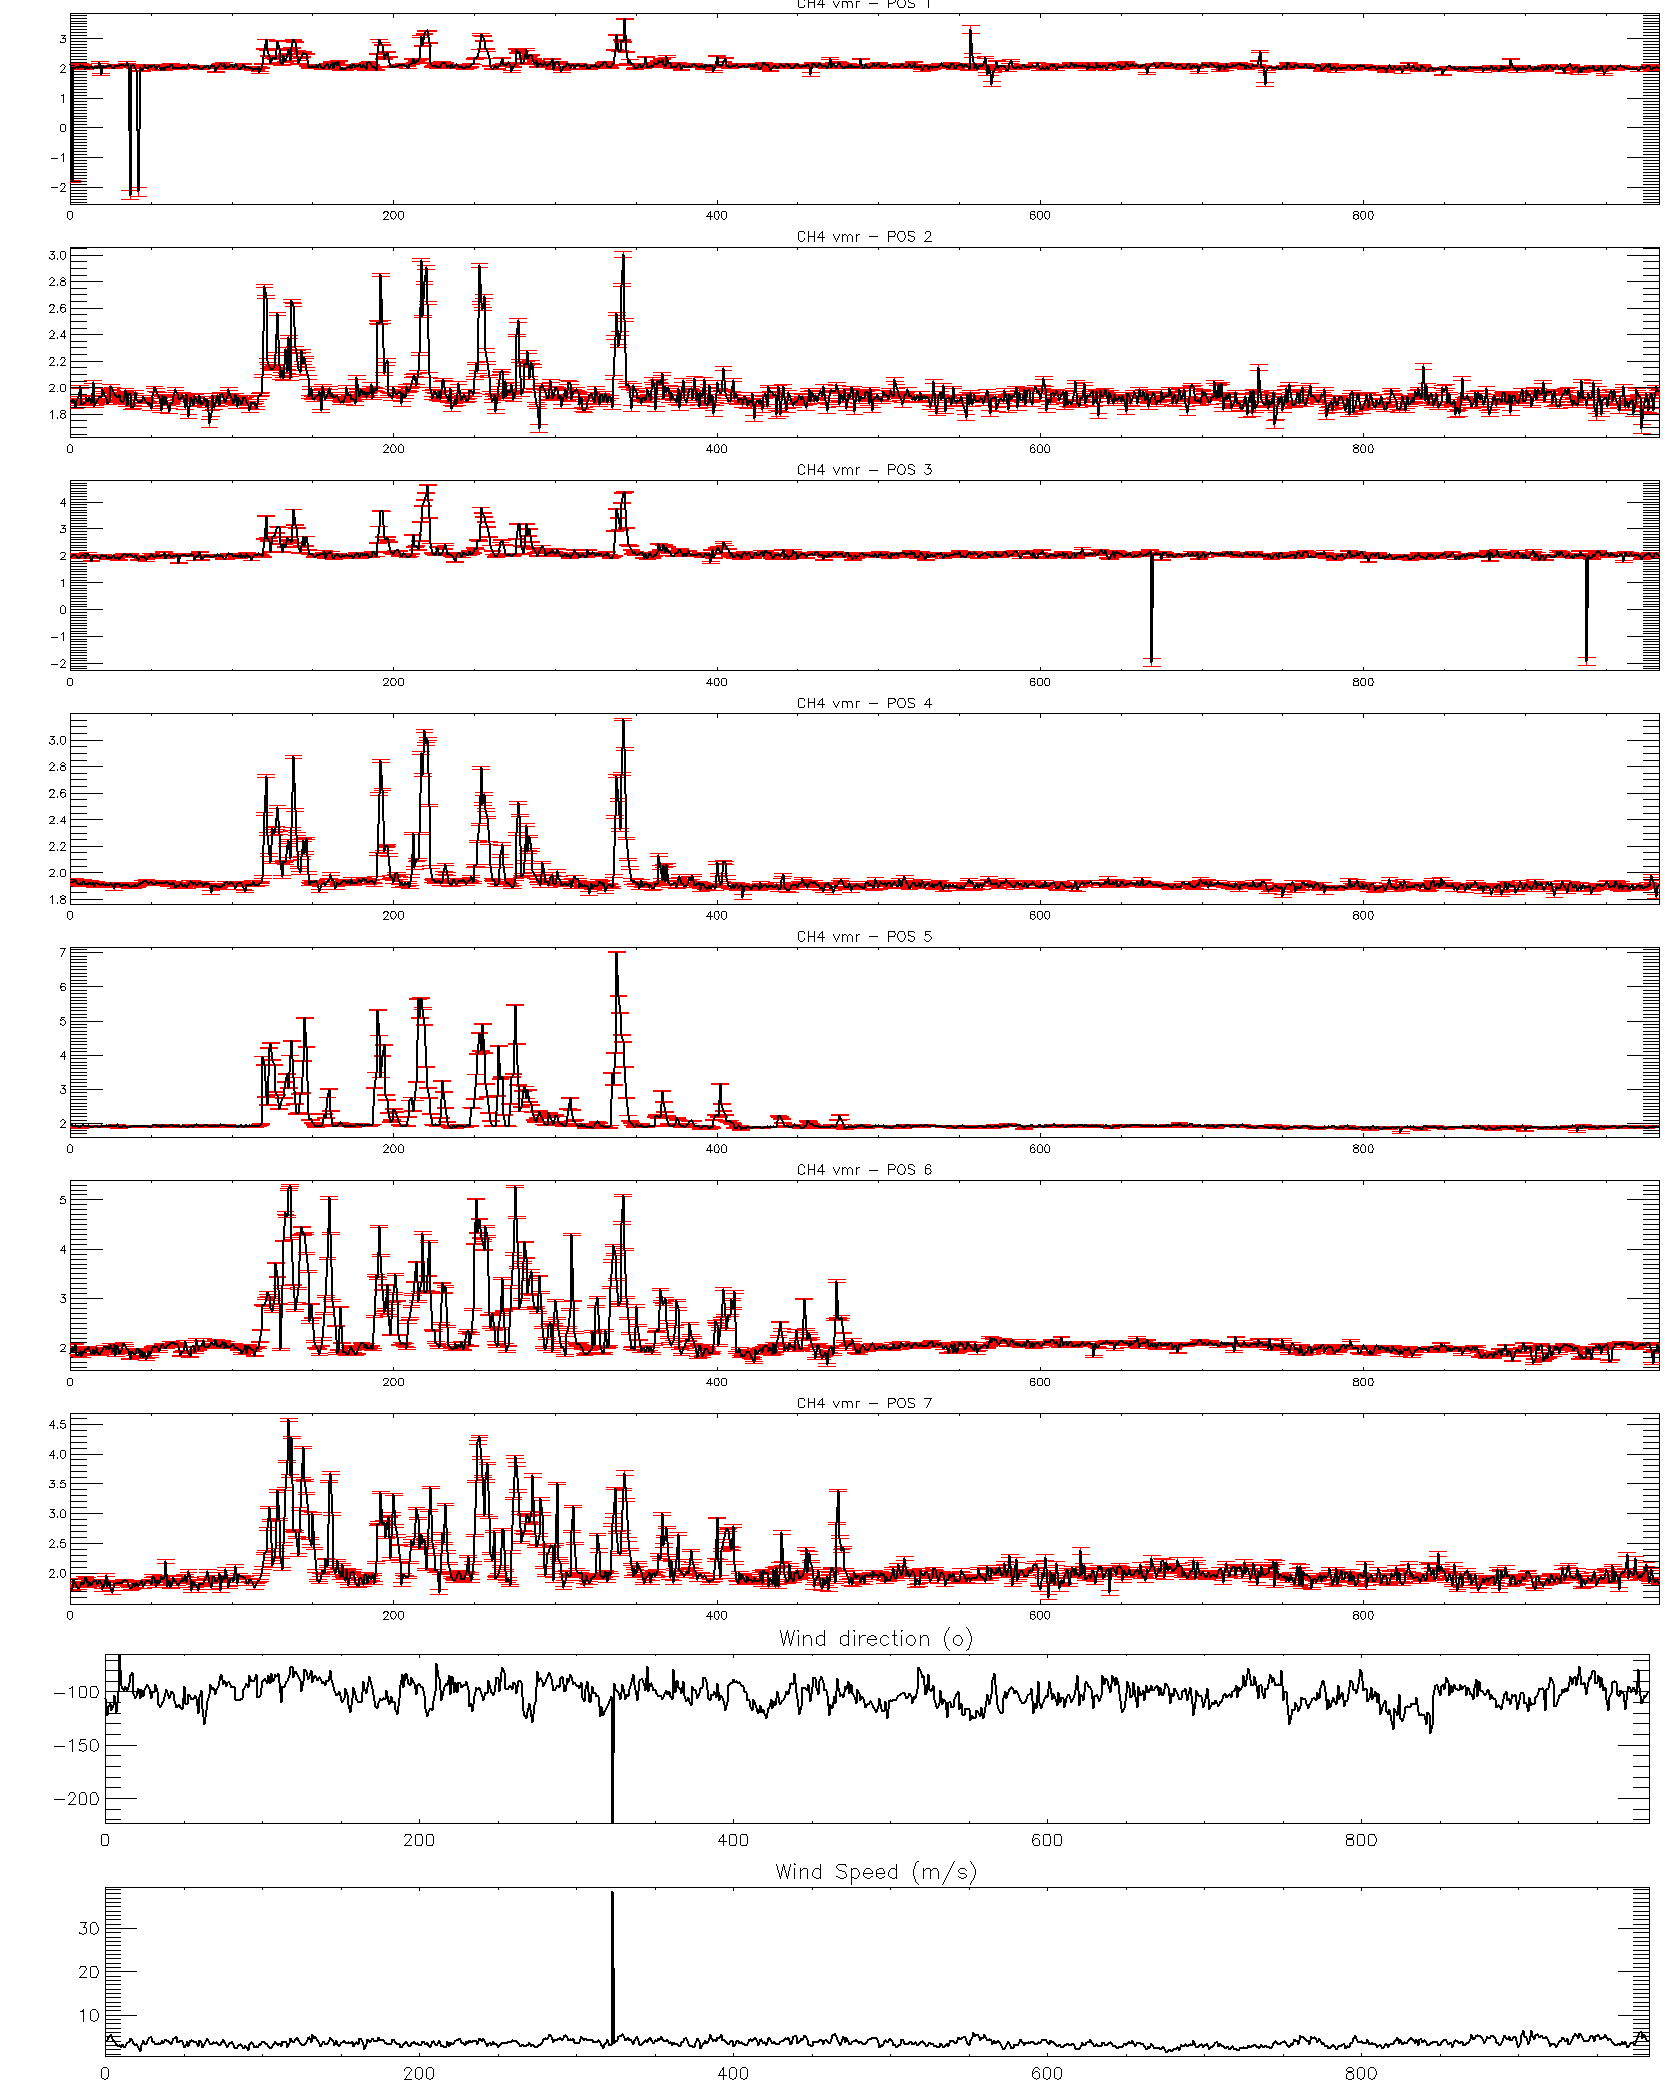 CH4 vmr – POS 1
3
2
1
0
−1
−2
0 200 400 600 800
CH4 vmr – POS 2
3.0
2.8
2.6
2.4
2.2
2.0
1.8
0 200 400 600 800
CH4 vmr – POS 3
4
3
2
1
0
−1
−2
0 200 400 600 800
CH4 vmr – POS 4
3.0
2.8
2.6
2.4
2.2
2.0
1.8
0 200 400 600 800
CH4 vmr – POS 5
7
6
5
4
3
2
0 200 400 600 800
CH4 vmr – POS 6
5
4
3
2
0 200 400 600 800
CH4 vmr – POS 7
4.5
4.0
3.5
3.0
2.5
2.0
0 200 400 600 800
Wind direction (o)
−100
−150
−200
0 200 400 600 800
Wind Speed (m/s)
30
20
10
0 200 400 600 800